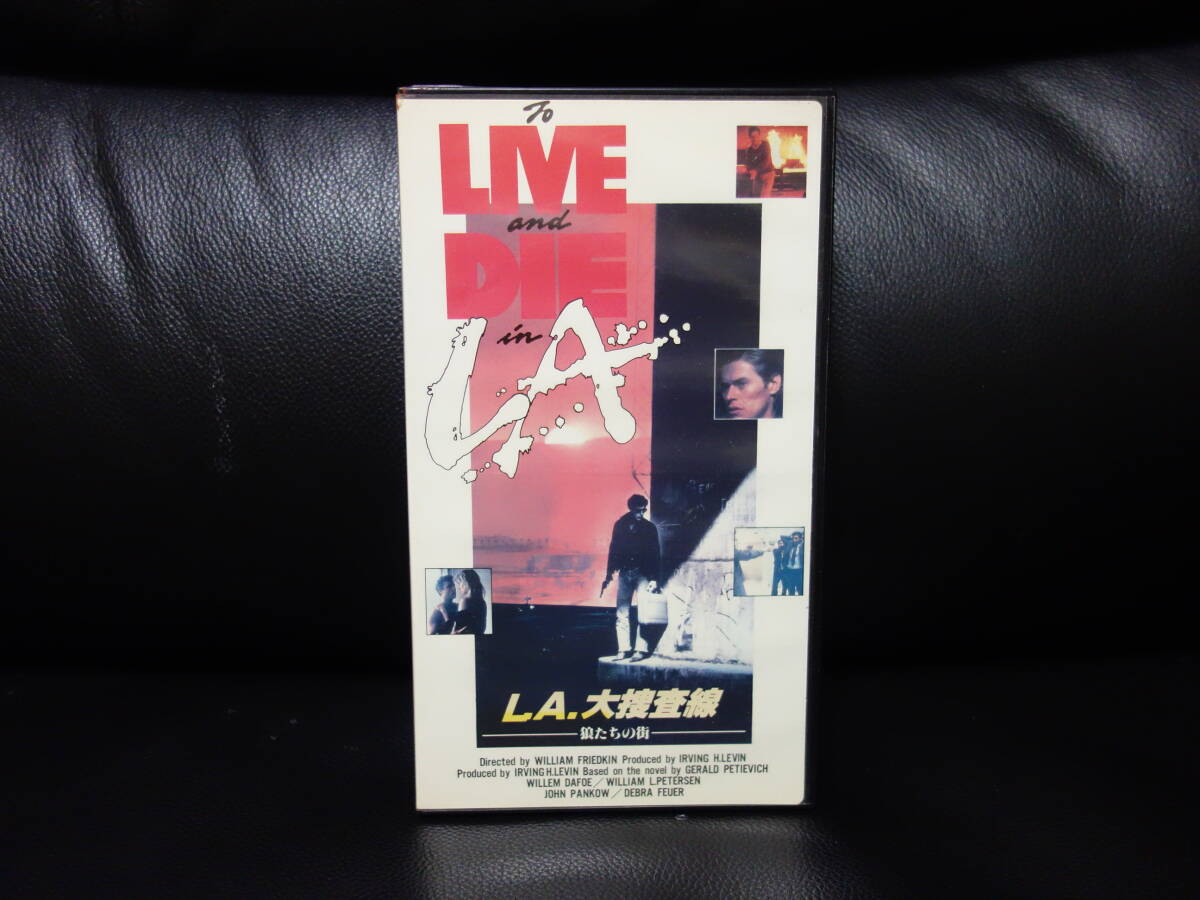 To
LIVE
and
DIE
in
L.A.
L.A.大捜査線
狼たちの街
Directed by WILLIAM FRIEDKIN Produced by IRVING H.LEVIN
Produced by IRVING H.LEVIN Based on the novel by GERALD PETIEVICH
WILLEM DAFOE／WILLIAM L.PETERSEN
JOHN PANKOW／DEBRA FEUER